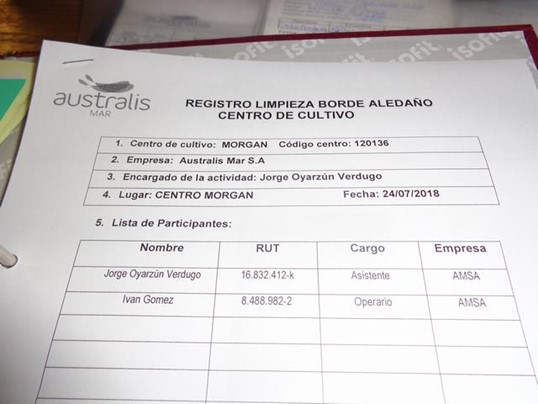 isofit isofit isofit
australis
MAR
REGISTRO LIMPIEZA BORDE ALEDAÑO
CENTRO DE CULTIVO
1. Centro de cultivo: MORGAN Código centro: 120136
2. Empresa: Australis Mar S.A
3. Encargado de la actividad: Jorge Oyarzún Verdugo
4. Lugar: CENTRO MORGAN Fecha: 24/07/2018
5. Lista de Participantes:
Nombre RUT Cargo Empresa
Jorge Oyarzún Verdugo 16.832.412-k Asistente AMSA
Ivan Gomez 8.488.982-2 Operario AMSA